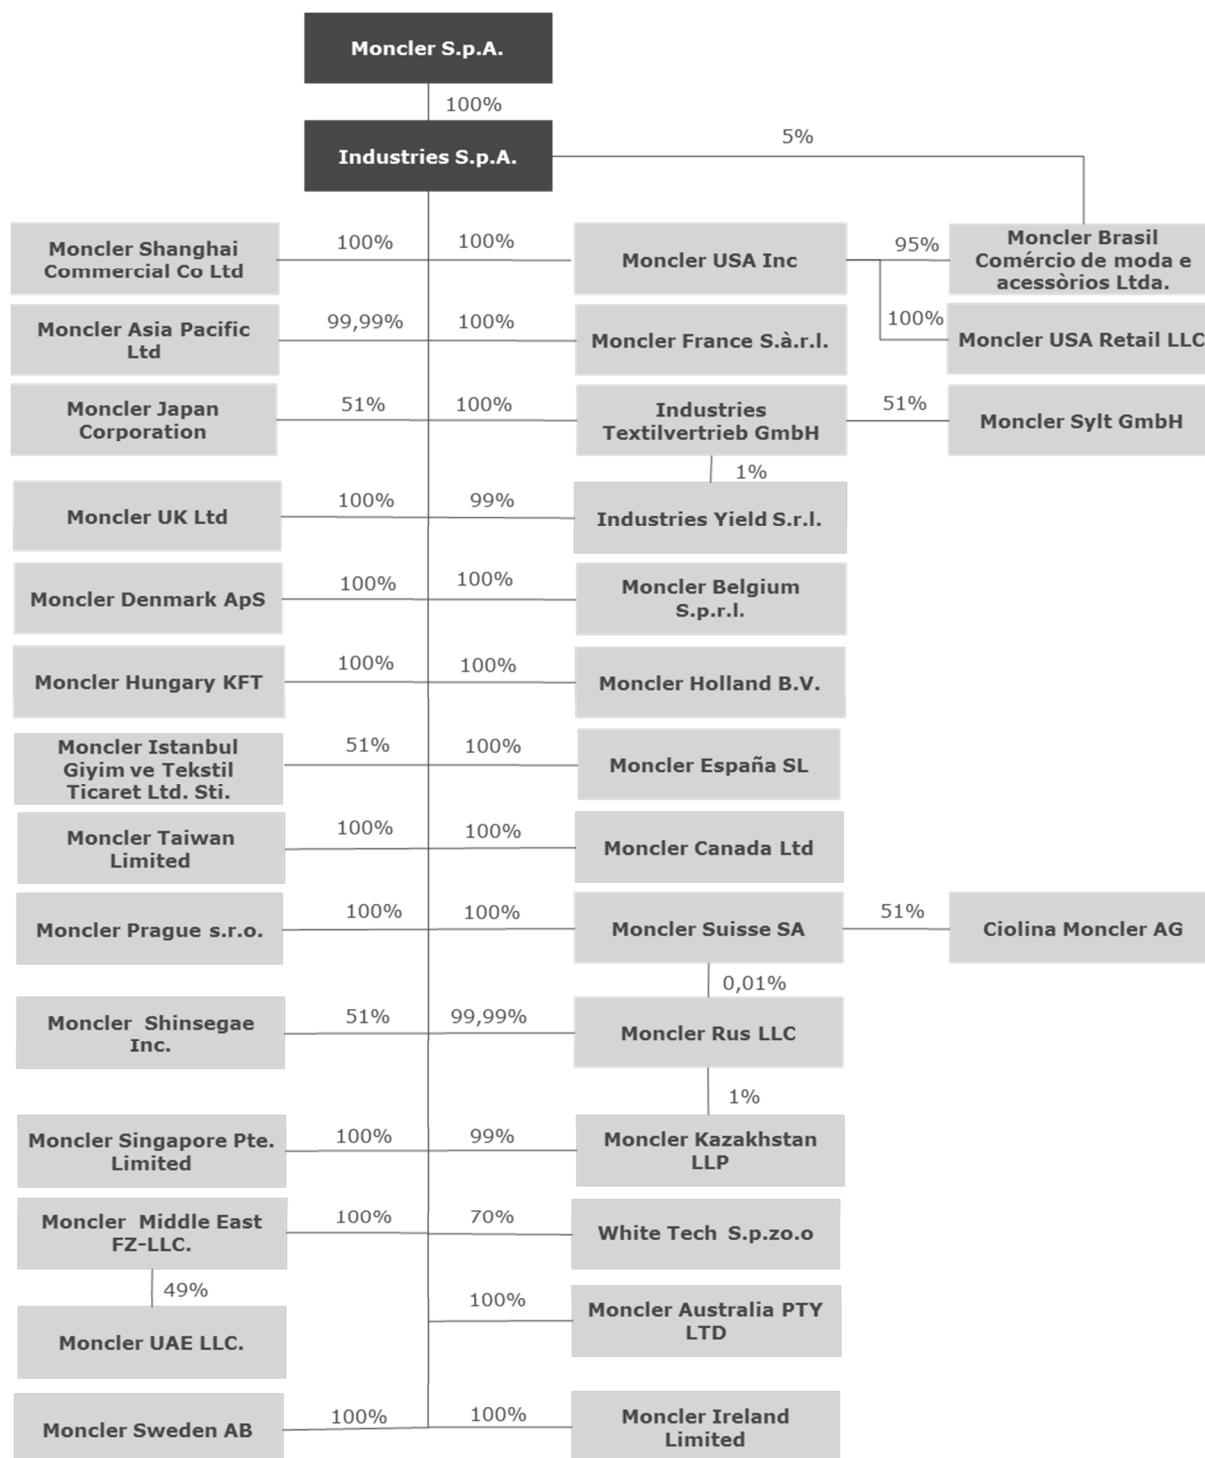 Moncler S.p.A.
100%
Industries S.p.A.
5%
Moncler Shanghai
Commercial Co Ltd
100%
100%
Moncler USA Inc
95%
Moncler Brasil
Comércio de moda e
acessòrios Ltda.
Moncler Asia Pacific
Ltd
99,99%
100%
Moncler France S.à.r.l.
100%
Moncler USA Retail LLC
Moncler Japan
Corporation
51%
100%
Industries
Textilvertrieb GmbH
51%
Moncler Sylt GmbH
1%
Moncler UK Ltd
100%
99%
Industries Yield S.r.l.
Moncler Denmark ApS
100%
100%
Moncler Belgium
S.p.r.l.
Moncler Hungary KFT
100%
100%
Moncler Holland B.V.
Moncler Istanbul
Giyim ve Tekstil
Ticaret Ltd. Sti.
51%
100%
Moncler España SL
Moncler Taiwan
Limited
100%
100%
Moncler Canada Ltd
Moncler Prague s.r.o.
100%
100%
Moncler Suisse SA
51%
Ciolina Moncler AG
0,01%
Moncler  Shinsegae
Inc.
51%
99,99%
Moncler Rus LLC
1%
Moncler Singapore Pte.
Limited
100%
99%
Moncler Kazakhstan
LLP
Moncler  Middle East
FZ-LLC.
100%
70%
White Tech  S.p.zo.o
49%
100%
Moncler Australia PTY
LTD
Moncler UAE LLC.
Moncler Sweden AB
100%
100%
Moncler Ireland
Limited